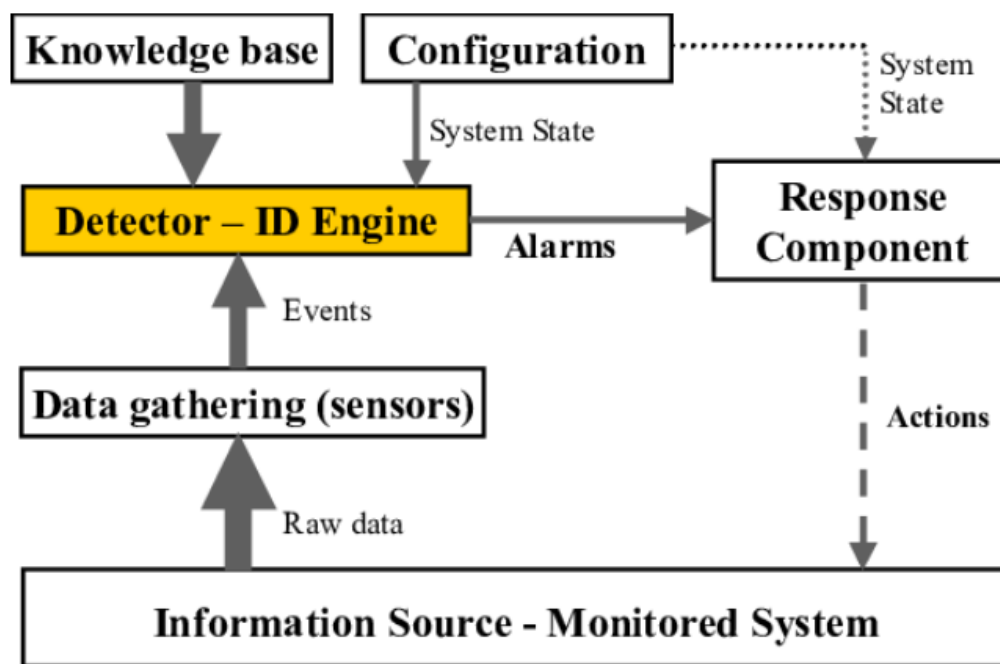 Knowledge base
Configuration
System
State
System State
Response
Component
Detector – ID Engine
Alarms
Events
Data gathering (sensors)
Actions
Raw data
Information Source - Monitored System